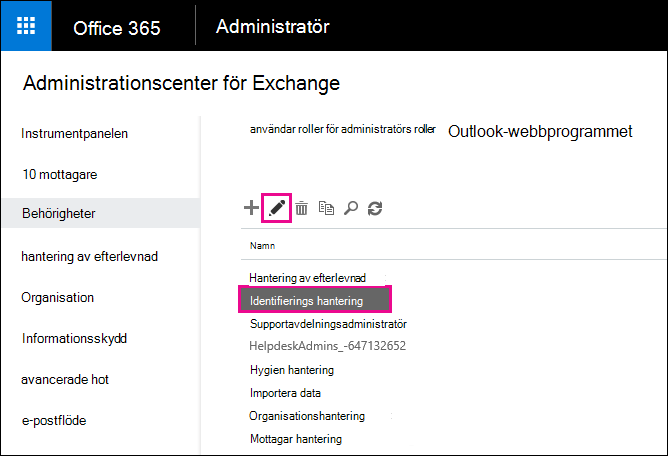 Office 365
Administratör
Administrationscenter för Exchange
Instrumentpanelen
10 mottagare
Behörigheter
hantering av efterlevnad
Organisation
Informationsskydd
avancerade hot
e-postflöde
användar roller för administratörs roller Outlook-webbprogrammet
Namn
Hantering av efterlevnad
Identifierings hantering
Supportavdelningsadministratör
HelpdeskAdmins_-647132652
Hygien hantering
Importera data
Organisationshantering
Mottagar hantering